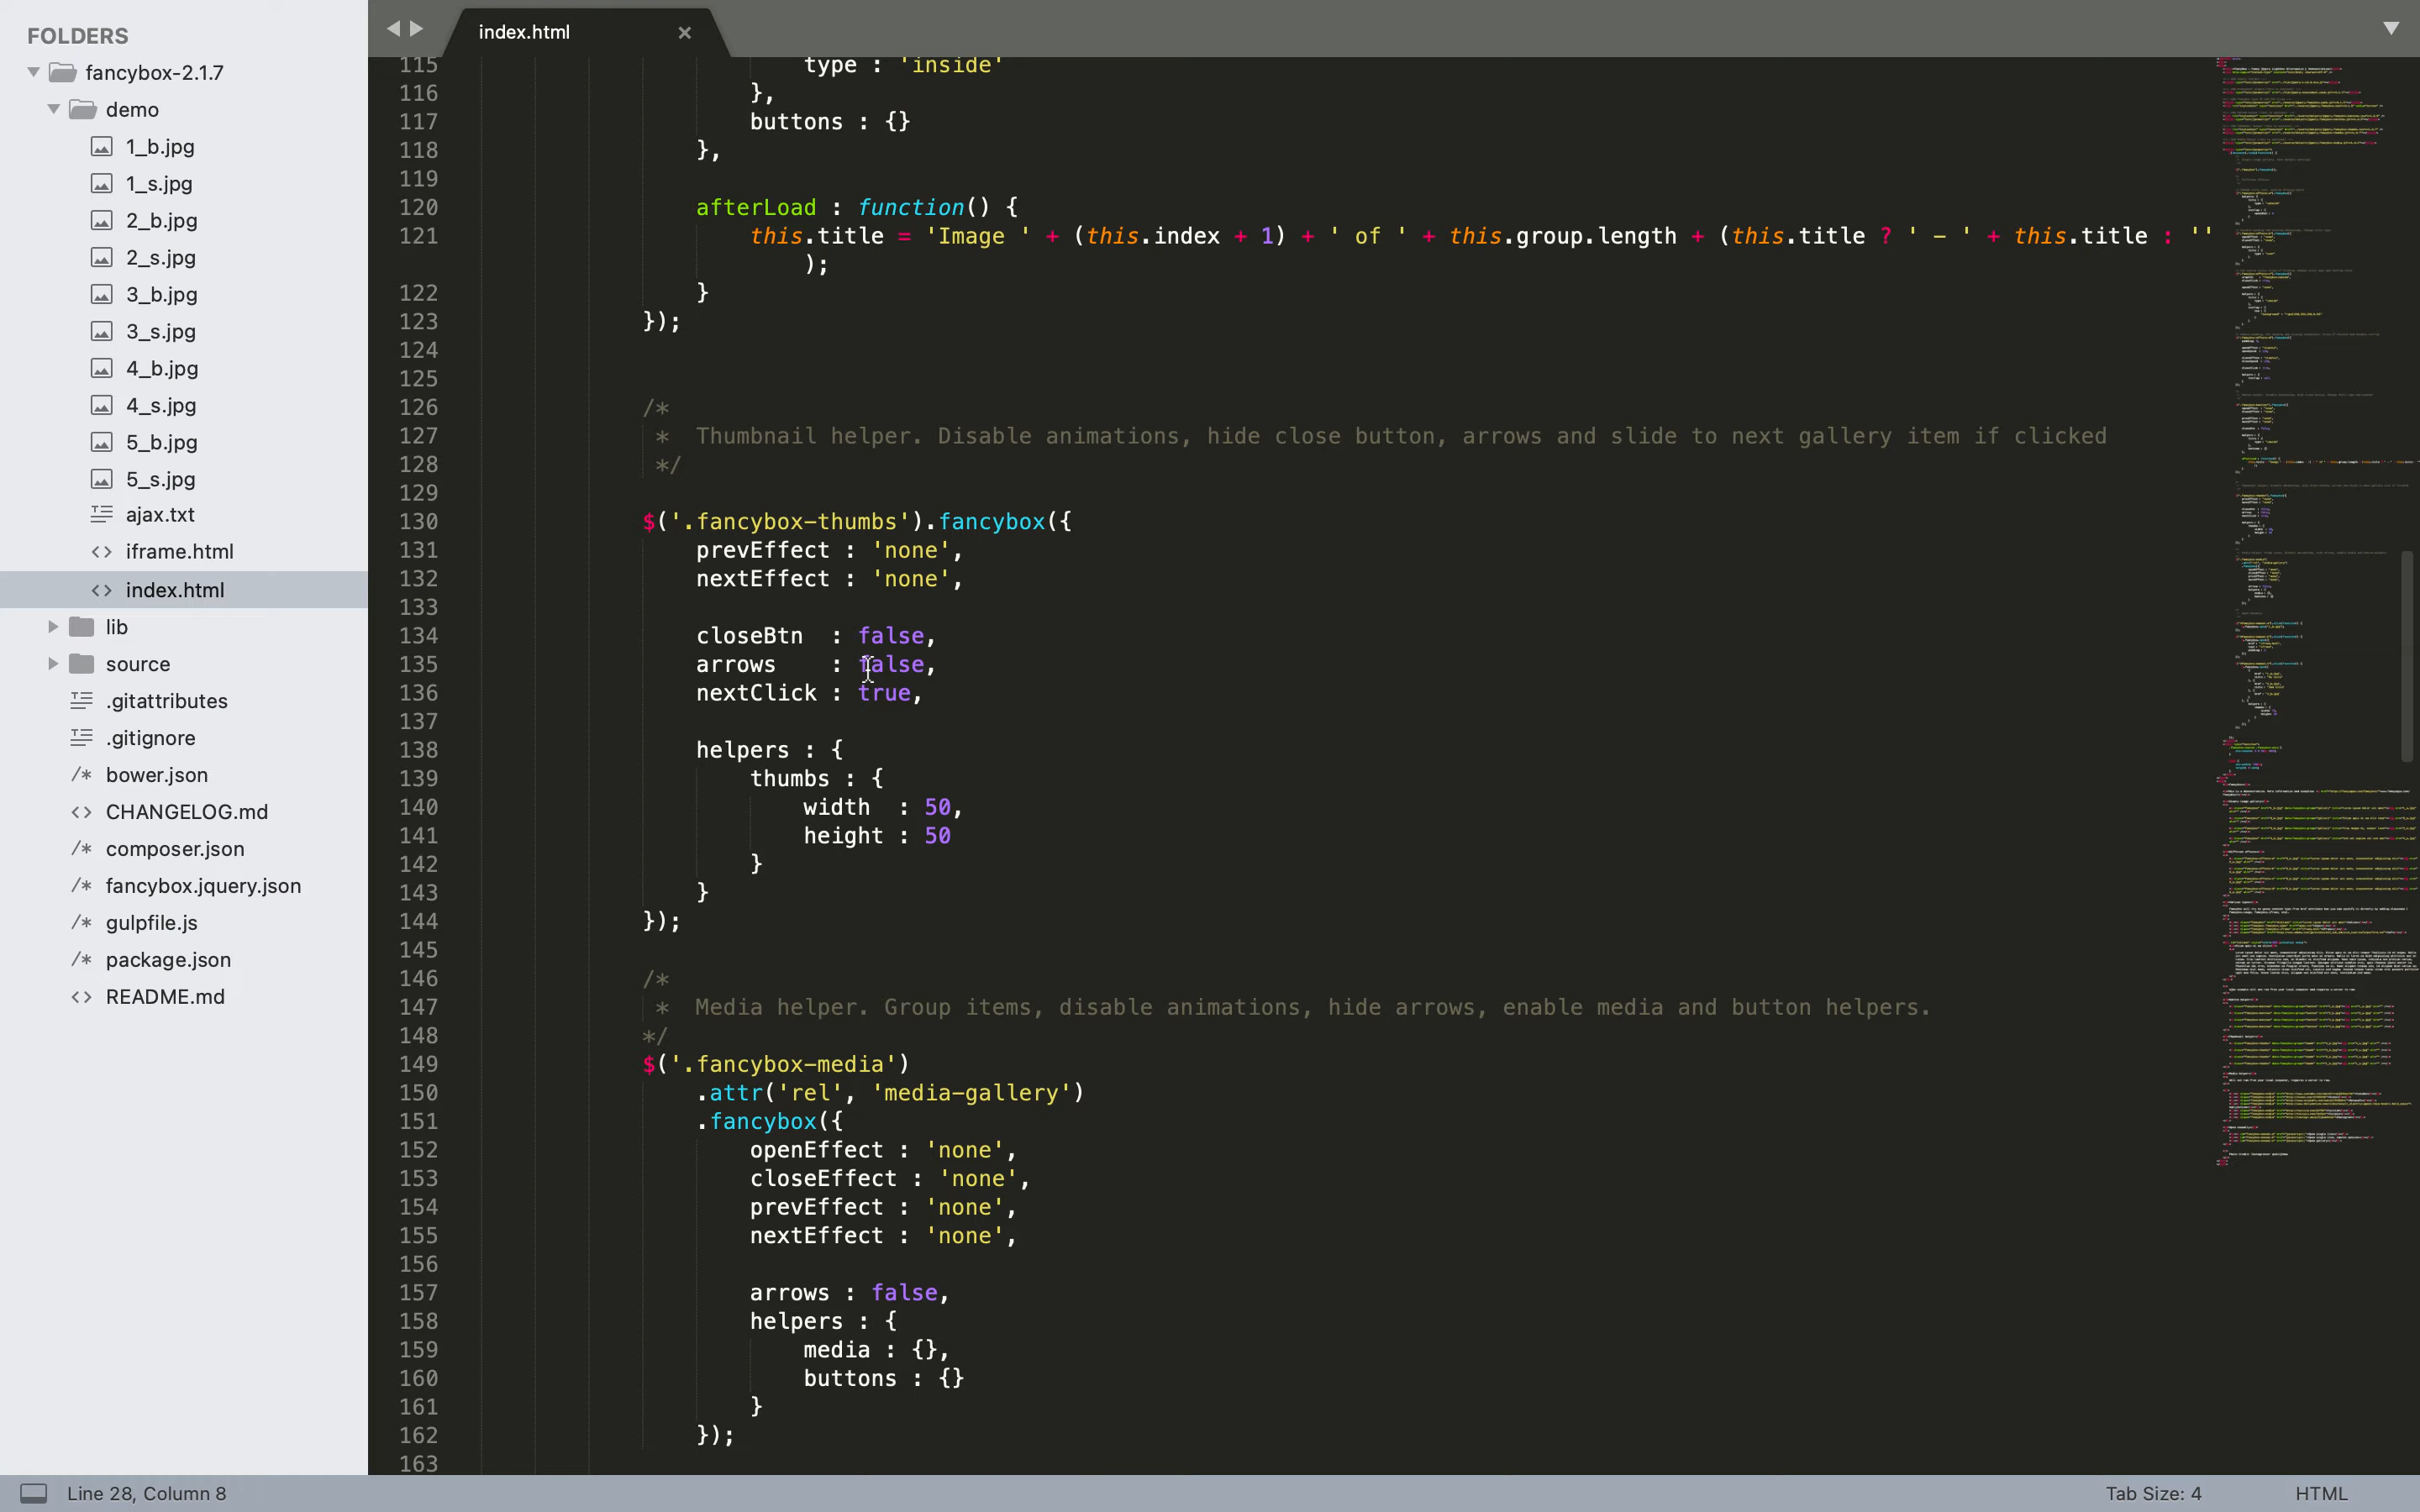 FOLDERS
fancybox-2.1.7
demo
1_b.jpg
1_s.jpg
2_b.jpg
2_s.jpg
3_b.jpg
3_s.jpg
4_b.jpg
4_s.jpg
5_b.jpg
5_s.jpg
ajax.txt
<> iframe.html
<> index.html
lib
source
.gitattributes
.gitignore
/* bower.json
<> CHANGELOG.md
/* composer.json
/* fancybox.jquery.json
/* gulpfile.js
/* package.json
<> README.md
index.html ×
115 type : 'inside'
116 },
117 buttons : {}
118 },
119
120 afterLoad : function() {
121 this.title = 'Image ' + (this.index + 1) + ' of ' + this.group.length + (this.title ? ' - ' + this.title : ''
);
122 }
123 });
124
125
126 /*
127 * Thumbnail helper. Disable animations, hide close button, arrows and slide to next gallery item if clicked
128 */
129
130 $('.fancybox-thumbs').fancybox({
131 prevEffect : 'none',
132 nextEffect : 'none',
133
134 closeBtn : false,
135 arrows : false,
136 nextClick : true,
137
138 helpers : {
139 thumbs : {
140 width : 50,
141 height : 50
142 }
143 }
144 });
145
146 /*
147 * Media helper. Group items, disable animations, hide arrows, enable media and button helpers.
148 */
149 $('.fancybox-media')
150 .attr('rel', 'media-gallery')
151 .fancybox({
152 openEffect : 'none',
153 closeEffect : 'none',
154 prevEffect : 'none',
155 nextEffect : 'none',
156
157 arrows : false,
158 helpers : {
159 media : {},
160 buttons : {}
161 }
162 });
163
Line 28, Column 8
Tab Size: 4
HTML